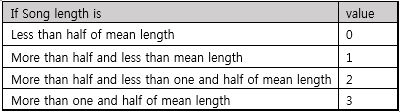 If Song length is value
Less than half of mean length 0
More than half and less than mean length 1
More than half and less than one and half of mean length 2
More than one and half of mean length 3